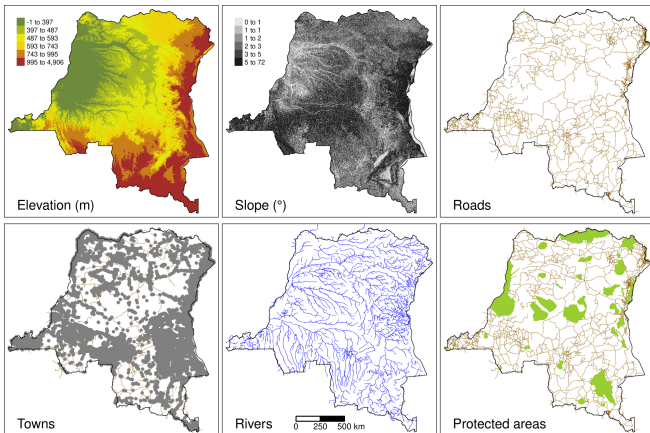 -1 to 397
397 to 487
487 to 593
593 to 743
743 to 995
995 to 4,906
Elevation (m)
0 to 1
1 to 1
1 to 2
2 to 3
3 to 5
5 to 72
Slope (°)
Roads
Towns
Rivers
0 250 500 km
Protected areas